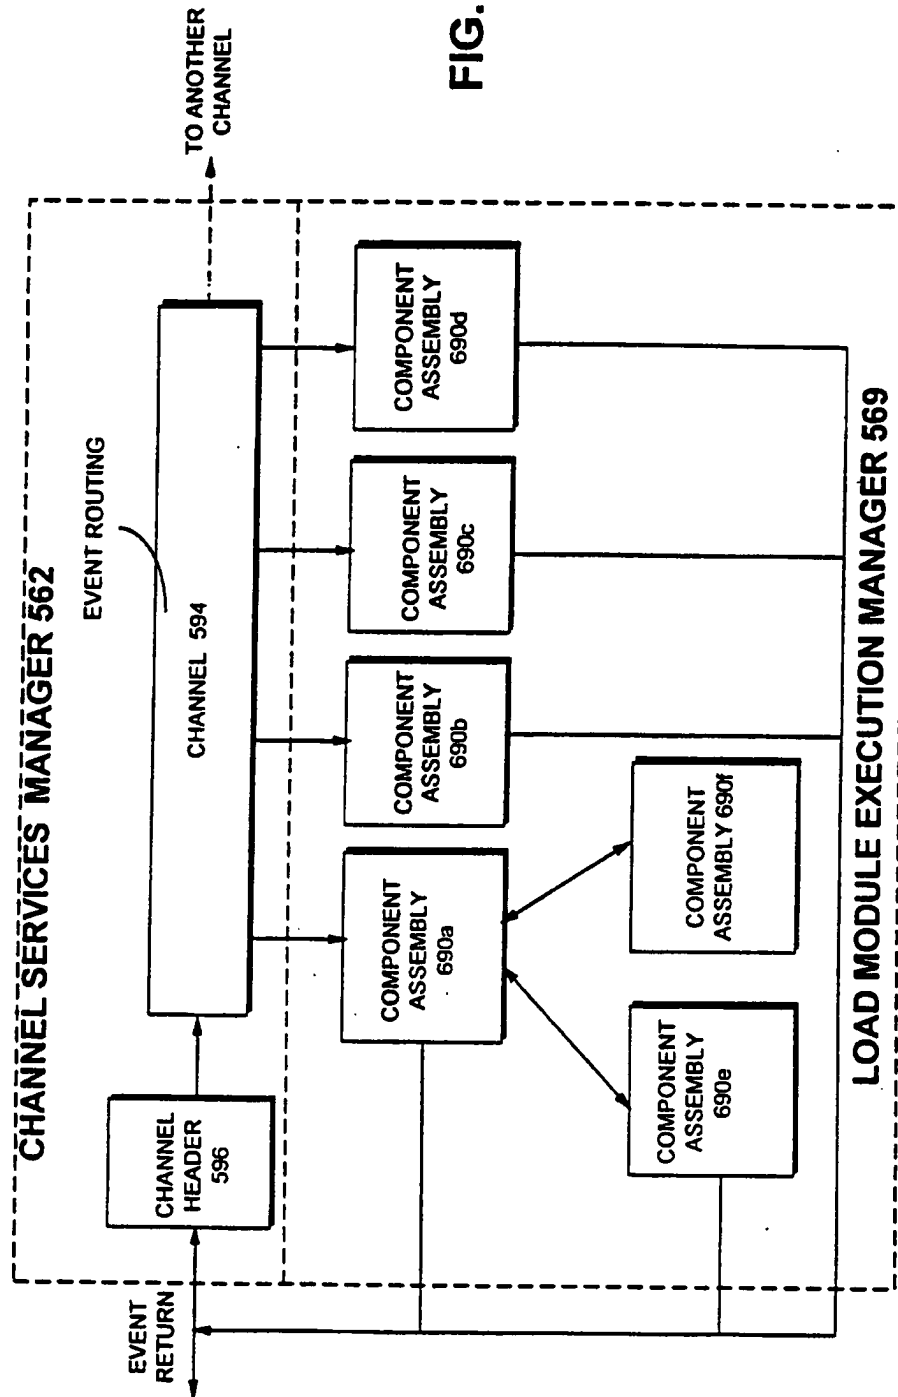 CHANNEL SERVICES MANAGER 562
EVENT ROUTING
TO ANOTHER
CHANNEL
CHANNEL
HEADER
596
CHANNEL 594
EVENT
RETURN
COMPONENT
ASSEMBLY
690a
COMPONENT
ASSEMBLY
690b
COMPONENT
ASSEMBLY
690c
COMPONENT
ASSEMBLY
690d
COMPONENT
ASSEMBLY
690e
COMPONENT
ASSEMBLY 690f
LOAD MODULE EXECUTION MANAGER 569
FIG.